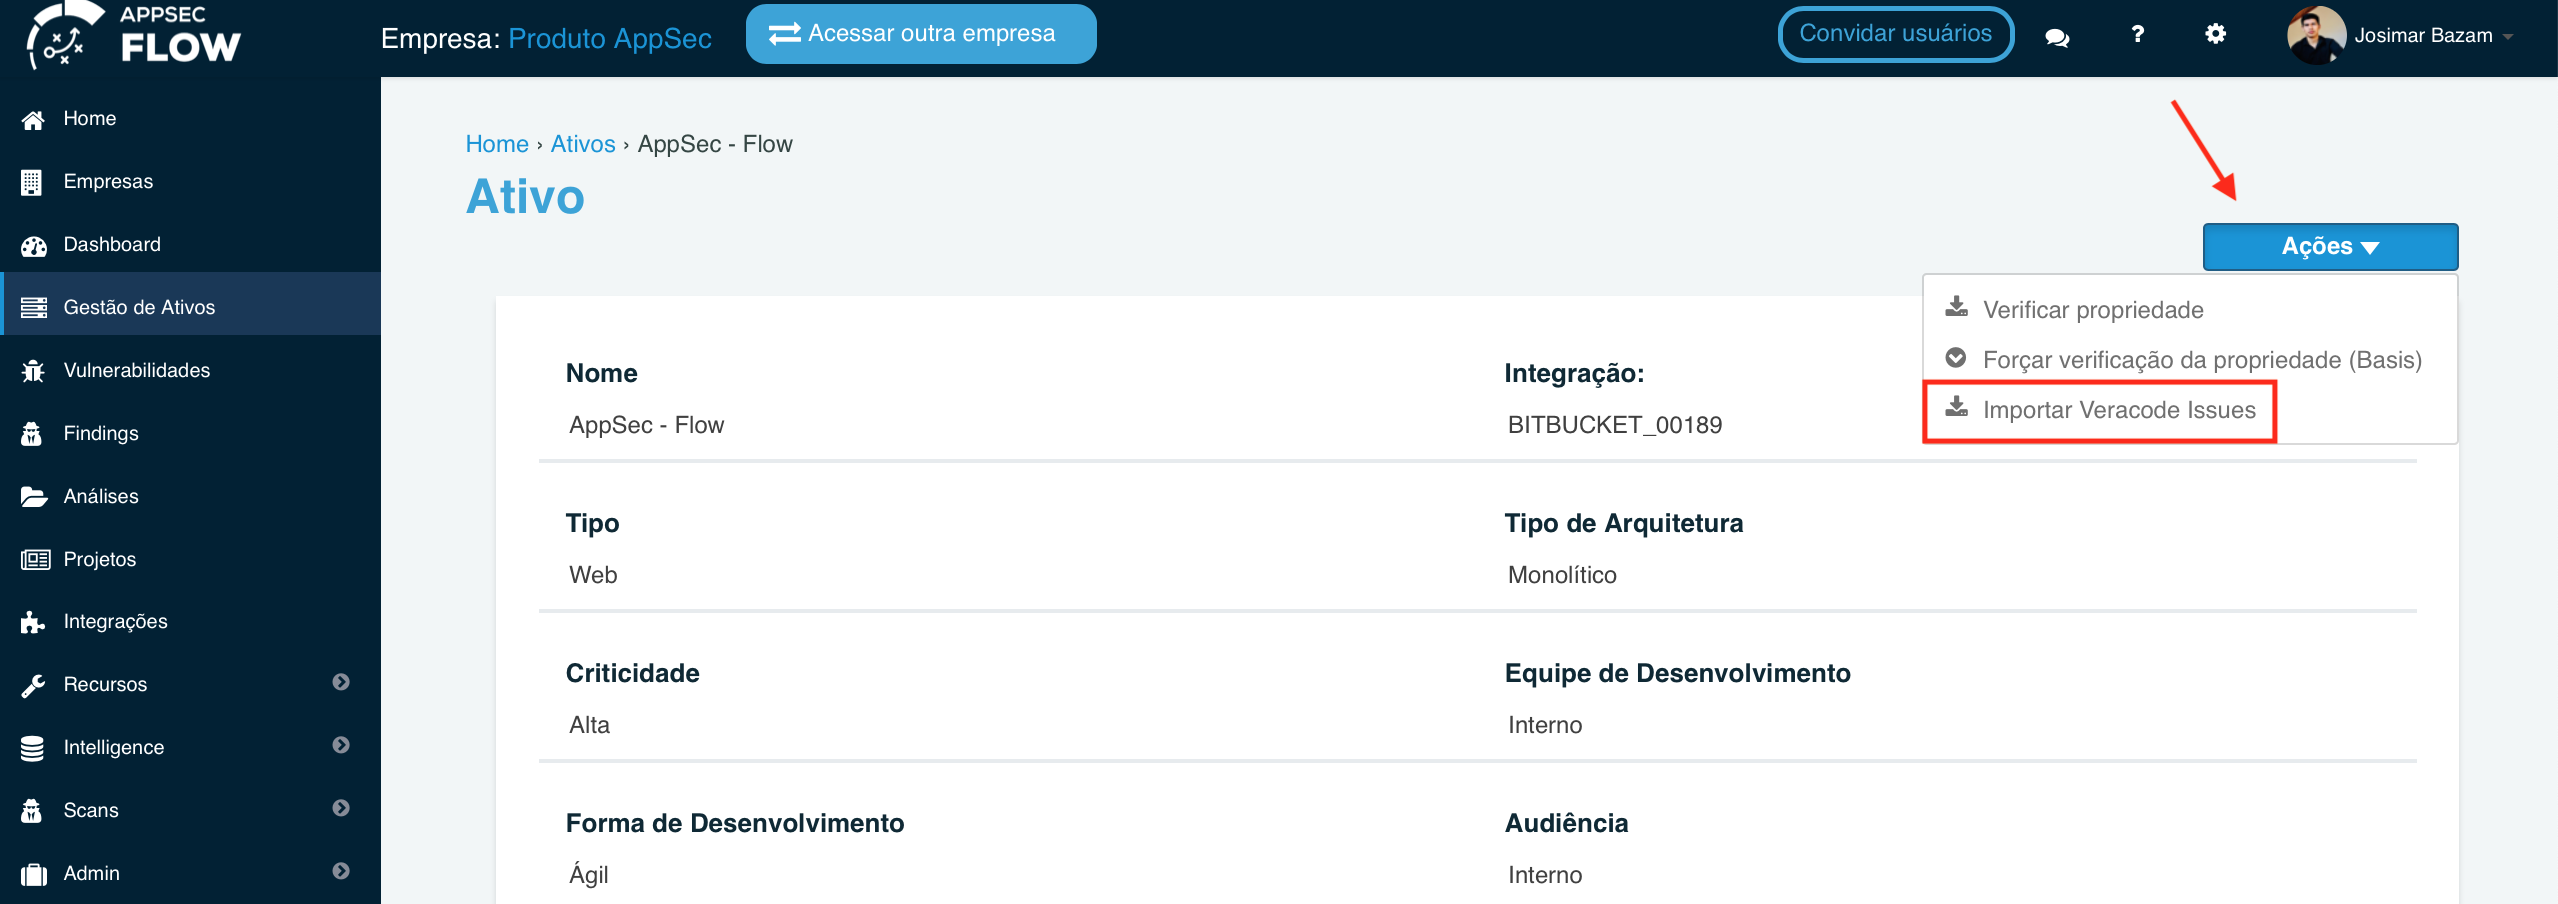 APPSEC
FLOW
Empresa: Produto AppSec
Acessar outra empresa
Convidar usuários
?
Josimar Bazam
Home
Empresas
Dashboard
Gestão de Ativos
Vulnerabilidades
Findings
Análises
Projetos
Integrações
Recursos
Intelligence
Scans
Admin
Home › Ativos › AppSec - Flow
Ativo
Ações
Verificar propriedade
Forçar verificação da propriedade (Basis)
Importar Veracode Issues
Nome
AppSec - Flow
Integração:
BITBUCKET_00189
Tipo
Web
Tipo de Arquitetura
Monolítico
Criticidade
Alta
Equipe de Desenvolvimento
Interno
Forma de Desenvolvimento
Ágil
Audiência
Interno